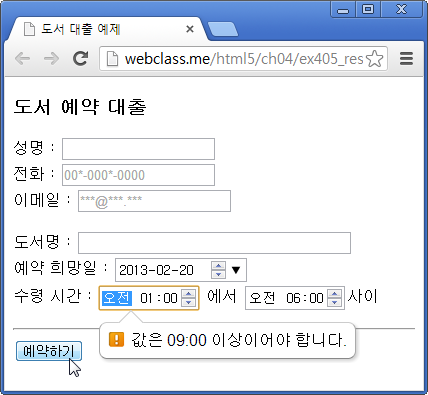 도서 대출 예제
webclass.me/html5/ch04/ex405_res
도서 예약 대출
성명 :
전화 : 00*-000*-0000
이메일 : ***@***.***
도서명 :
예약 희망일 : 2013-02-20
수령 시간 : 오전 01:00 에서 오전 06:00 사이
값은 09:00 이상이어야 합니다.
예약하기